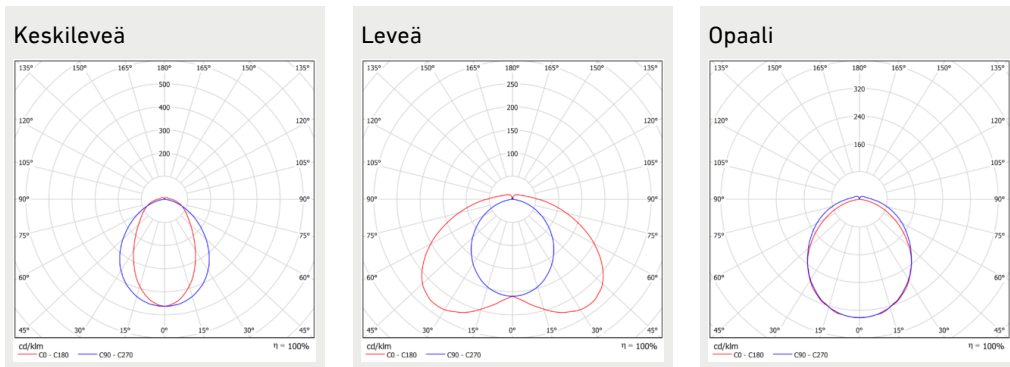 Keskileveä
135° 150° 165° 180° 165° 150° 135°
500
120° 400 120°
300
105° 200 105°
90° 90°
75° 75°
60° 60°
45° 30° 15° 0° 15° 30° 45°
cd/klm η = 100%
C0 - C180 C90 - C270
Leveä
135° 150° 165° 180° 165° 150° 135°
250
120° 200 120°
150
105° 100 105°
90° 90°
75° 75°
60° 60°
45° 30° 15° 0° 15° 30° 45°
cd/klm η = 100%
C0 - C180 C90 - C270
Opaali
135° 150° 165° 180° 165° 150° 135°
320
120° 240 120°
160
105° 105°
90° 90°
75° 75°
60° 60°
45° 30° 15° 0° 15° 30° 45°
cd/klm η = 100%
C0 - C180 C90 - C270